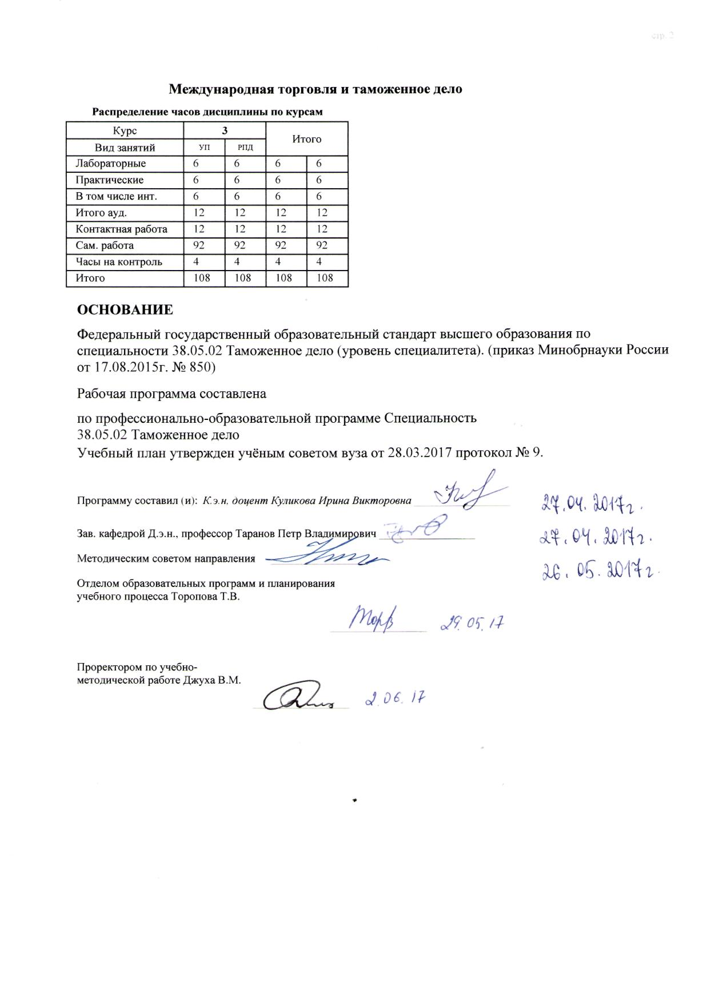 стр. 2
Международная торговля и таможенное дело
Распределение часов дисциплины по курсам
Курс 3 Итого
Вид занятий УП РПД
Лабораторные 6 6 6 6
Практические 6 6 6 6
В том числе инт. 6 6 6 6
Итого ауд. 12 12 12 12
Контактная работа 12 12 12 12
Сам. работа 92 92 92 92
Часы на контроль 4 4 4 4
Итого 108 108 108 108
ОСНОВАНИЕ
Федеральный государственный образовательный стандарт высшего образования по
специальности 38.05.02 Таможенное дело (уровень специалитета). (приказ Минобрнауки России
от 17.08.2015г. № 850)
Рабочая программа составлена
по профессионально-образовательной программе Специальность
38.05.02 Таможенное дело
Учебный план утвержден учёным советом вуза от 28.03.2017 протокол № 9.
Программу составил (и): К.э.н, доцент Куликова Ирина Викторовна 27.04.2017г.
Зав. кафедрой Д.э.н., профессор Таранов Петр Владимирович 27.04.2017г.
Методическим советом направления 26.05.2017г.
Отделом образовательных программ и планирования
учебного процесса Торопова Т.В.
29.05.17
Проректором по учебно-
методической работе Джуха В.М.
2.06.17